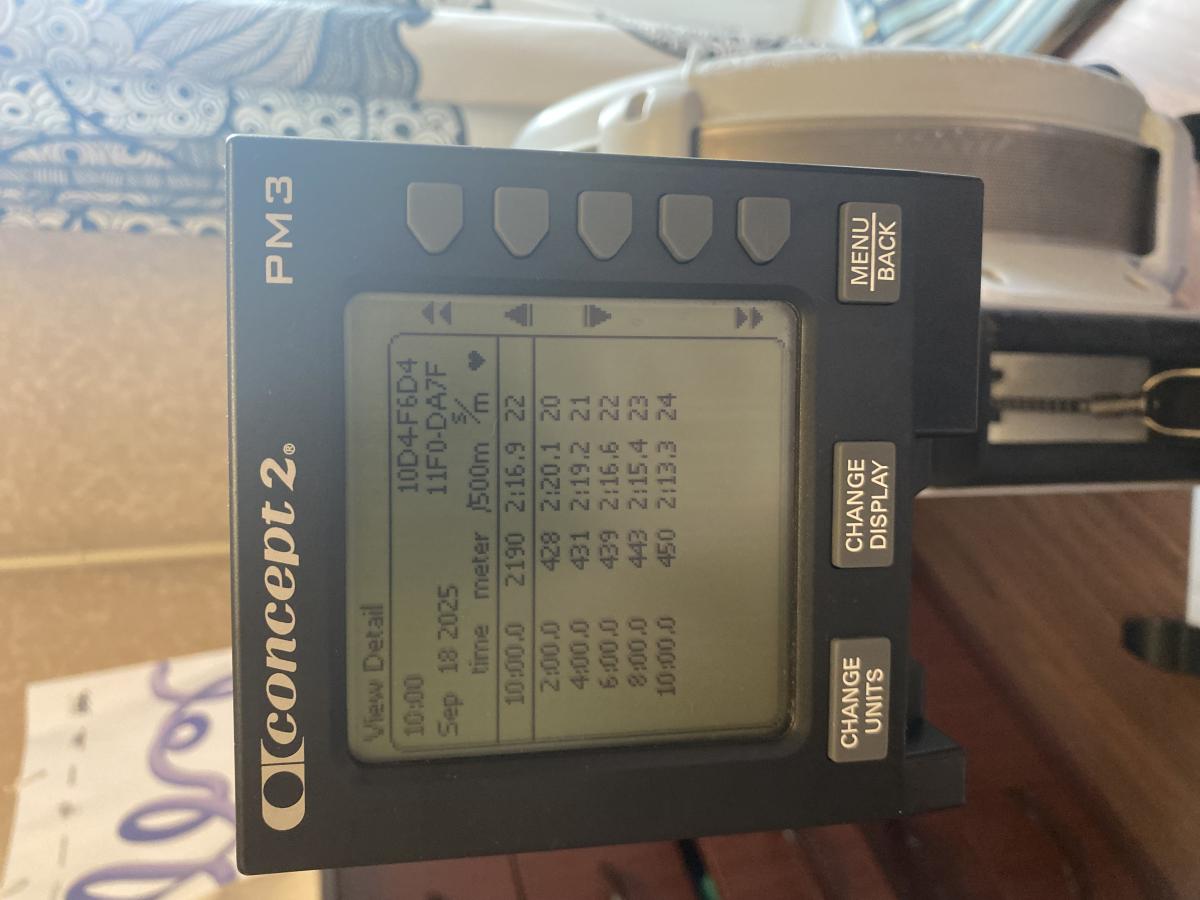 concept 2® PM3
View Detail
10:00 10D4-F6D4
Sep 18 2025 11F0-DA7F
time meter /500m s/m ♥
10:00.0 2190 2:16.9 22
2:00.0 428 2:20.1 20
4:00.0 431 2:19.2 21
6:00.0 439 2:16.6 22
8:00.0 443 2:15.4 23
10:00.0 450 2:13.3 24
CHANGE UNITS
CHANGE DISPLAY
MENU
BACK